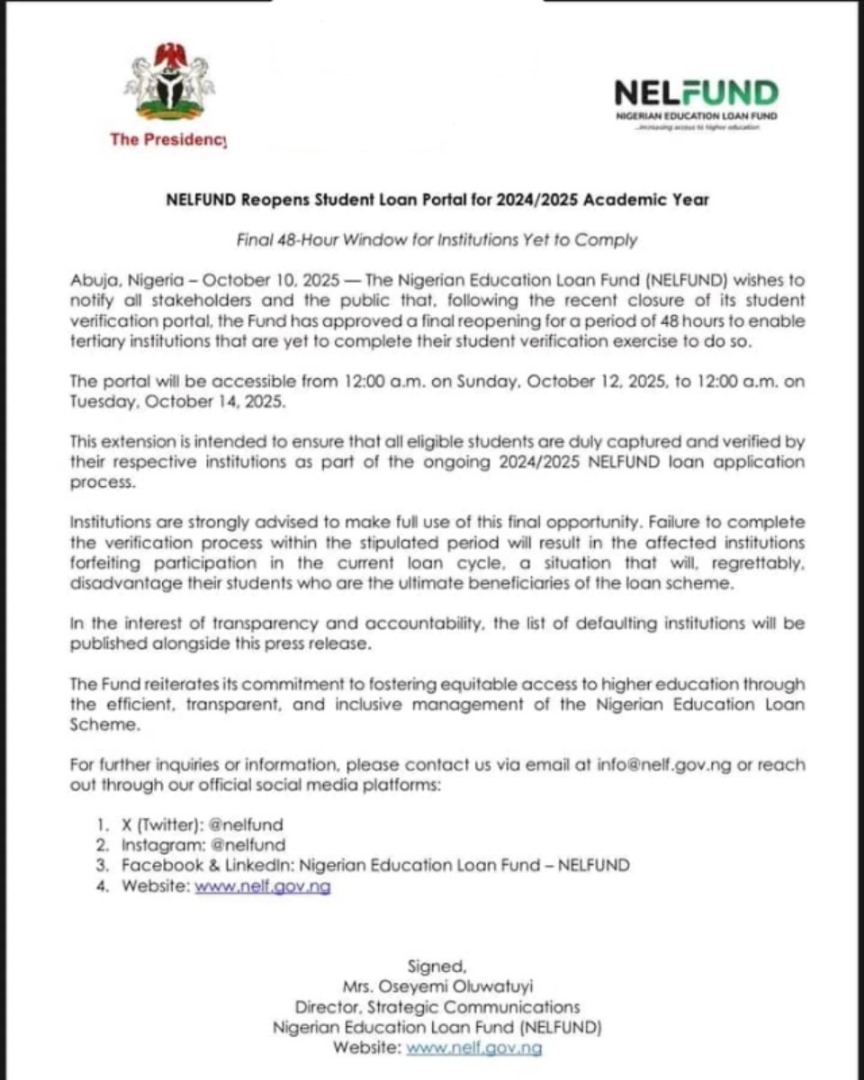 The Presidency
NELFUND
NIGERIAN EDUCATION LOAN FUND
...increasing access to higher education
NELFUND Reopens Student Loan Portal for 2024/2025 Academic Year
Final 48-Hour Window for Institutions Yet to Comply
Abuja, Nigeria – October 10, 2025 — The Nigerian Education Loan Fund (NELFUND) wishes to
notify all stakeholders and the public that, following the recent closure of its student
verification portal, the Fund has approved a final reopening for a period of 48 hours to enable
tertiary institutions that are yet to complete their student verification exercise to do so.
The portal will be accessible from 12:00 a.m. on Sunday, October 12, 2025, to 12:00 a.m. on
Tuesday, October 14, 2025.
This extension is intended to ensure that all eligible students are duly captured and verified by
their respective institutions as part of the ongoing 2024/2025 NELFUND loan application
process.
Institutions are strongly advised to make full use of this final opportunity. Failure to complete
the verification process within the stipulated period will result in the affected institutions
forfeiting participation in the current loan cycle, a situation that will, regrettably,
disadvantage their students who are the ultimate beneficiaries of the loan scheme.
In the interest of transparency and accountability, the list of defaulting institutions will be
published alongside this press release.
The Fund reiterates its commitment to fostering equitable access to higher education through
the efficient, transparent, and inclusive management of the Nigerian Education Loan
Scheme.
For further inquiries or information, please contact us via email at info@nelf.gov.ng or reach
out through our official social media platforms:
1. X (Twitter): @nelfund
2. Instagram: @nelfund
3. Facebook & LinkedIn: Nigerian Education Loan Fund – NELFUND
4. Website: www.nelf.gov.ng
Signed,
Mrs. Oseyemi Oluwatuyi
Director, Strategic Communications
Nigerian Education Loan Fund (NELFUND)
Website: www.nelf.gov.ng